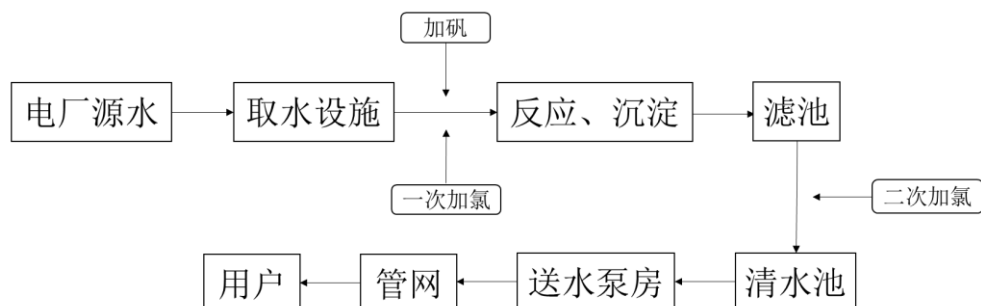 加矾
电厂源水
取水设施
反应、沉淀
滤池
一次加氯
二次加氯
用户
管网
送水泵房
清水池